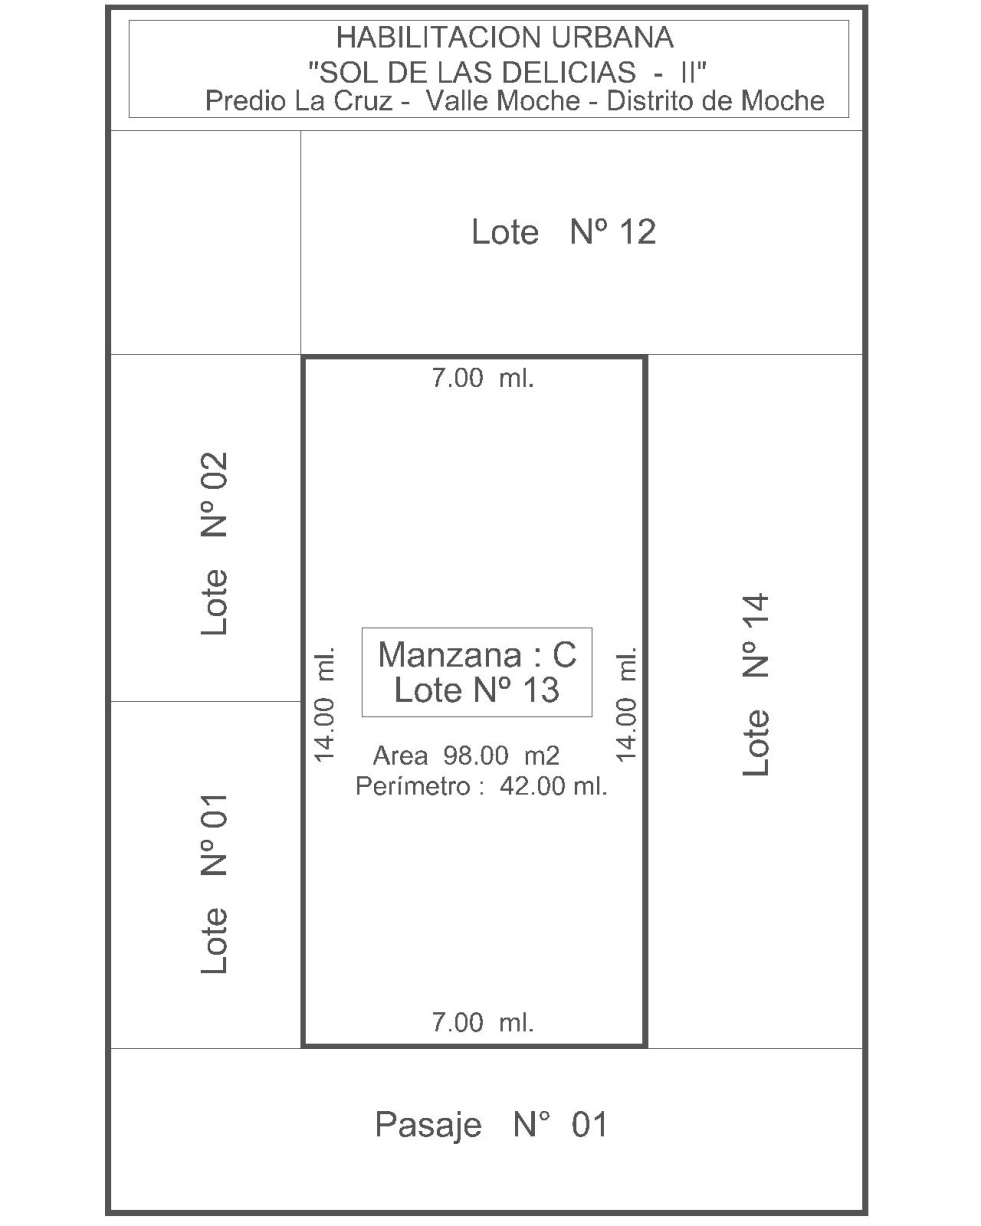 HABILITACION URBANA
"SOL DE LAS DELICIAS - II"
Predio La Cruz - Valle Moche - Distrito de Moche
Lote Nº 12
7.00 ml.
Lote Nº 02
Lote Nº 01
14.00 ml.
Manzana : C
Lote Nº 13
Area 98.00 m2
Perímetro : 42.00 ml.
14.00 ml.
Lote Nº 14
7.00 ml.
Pasaje N° 01